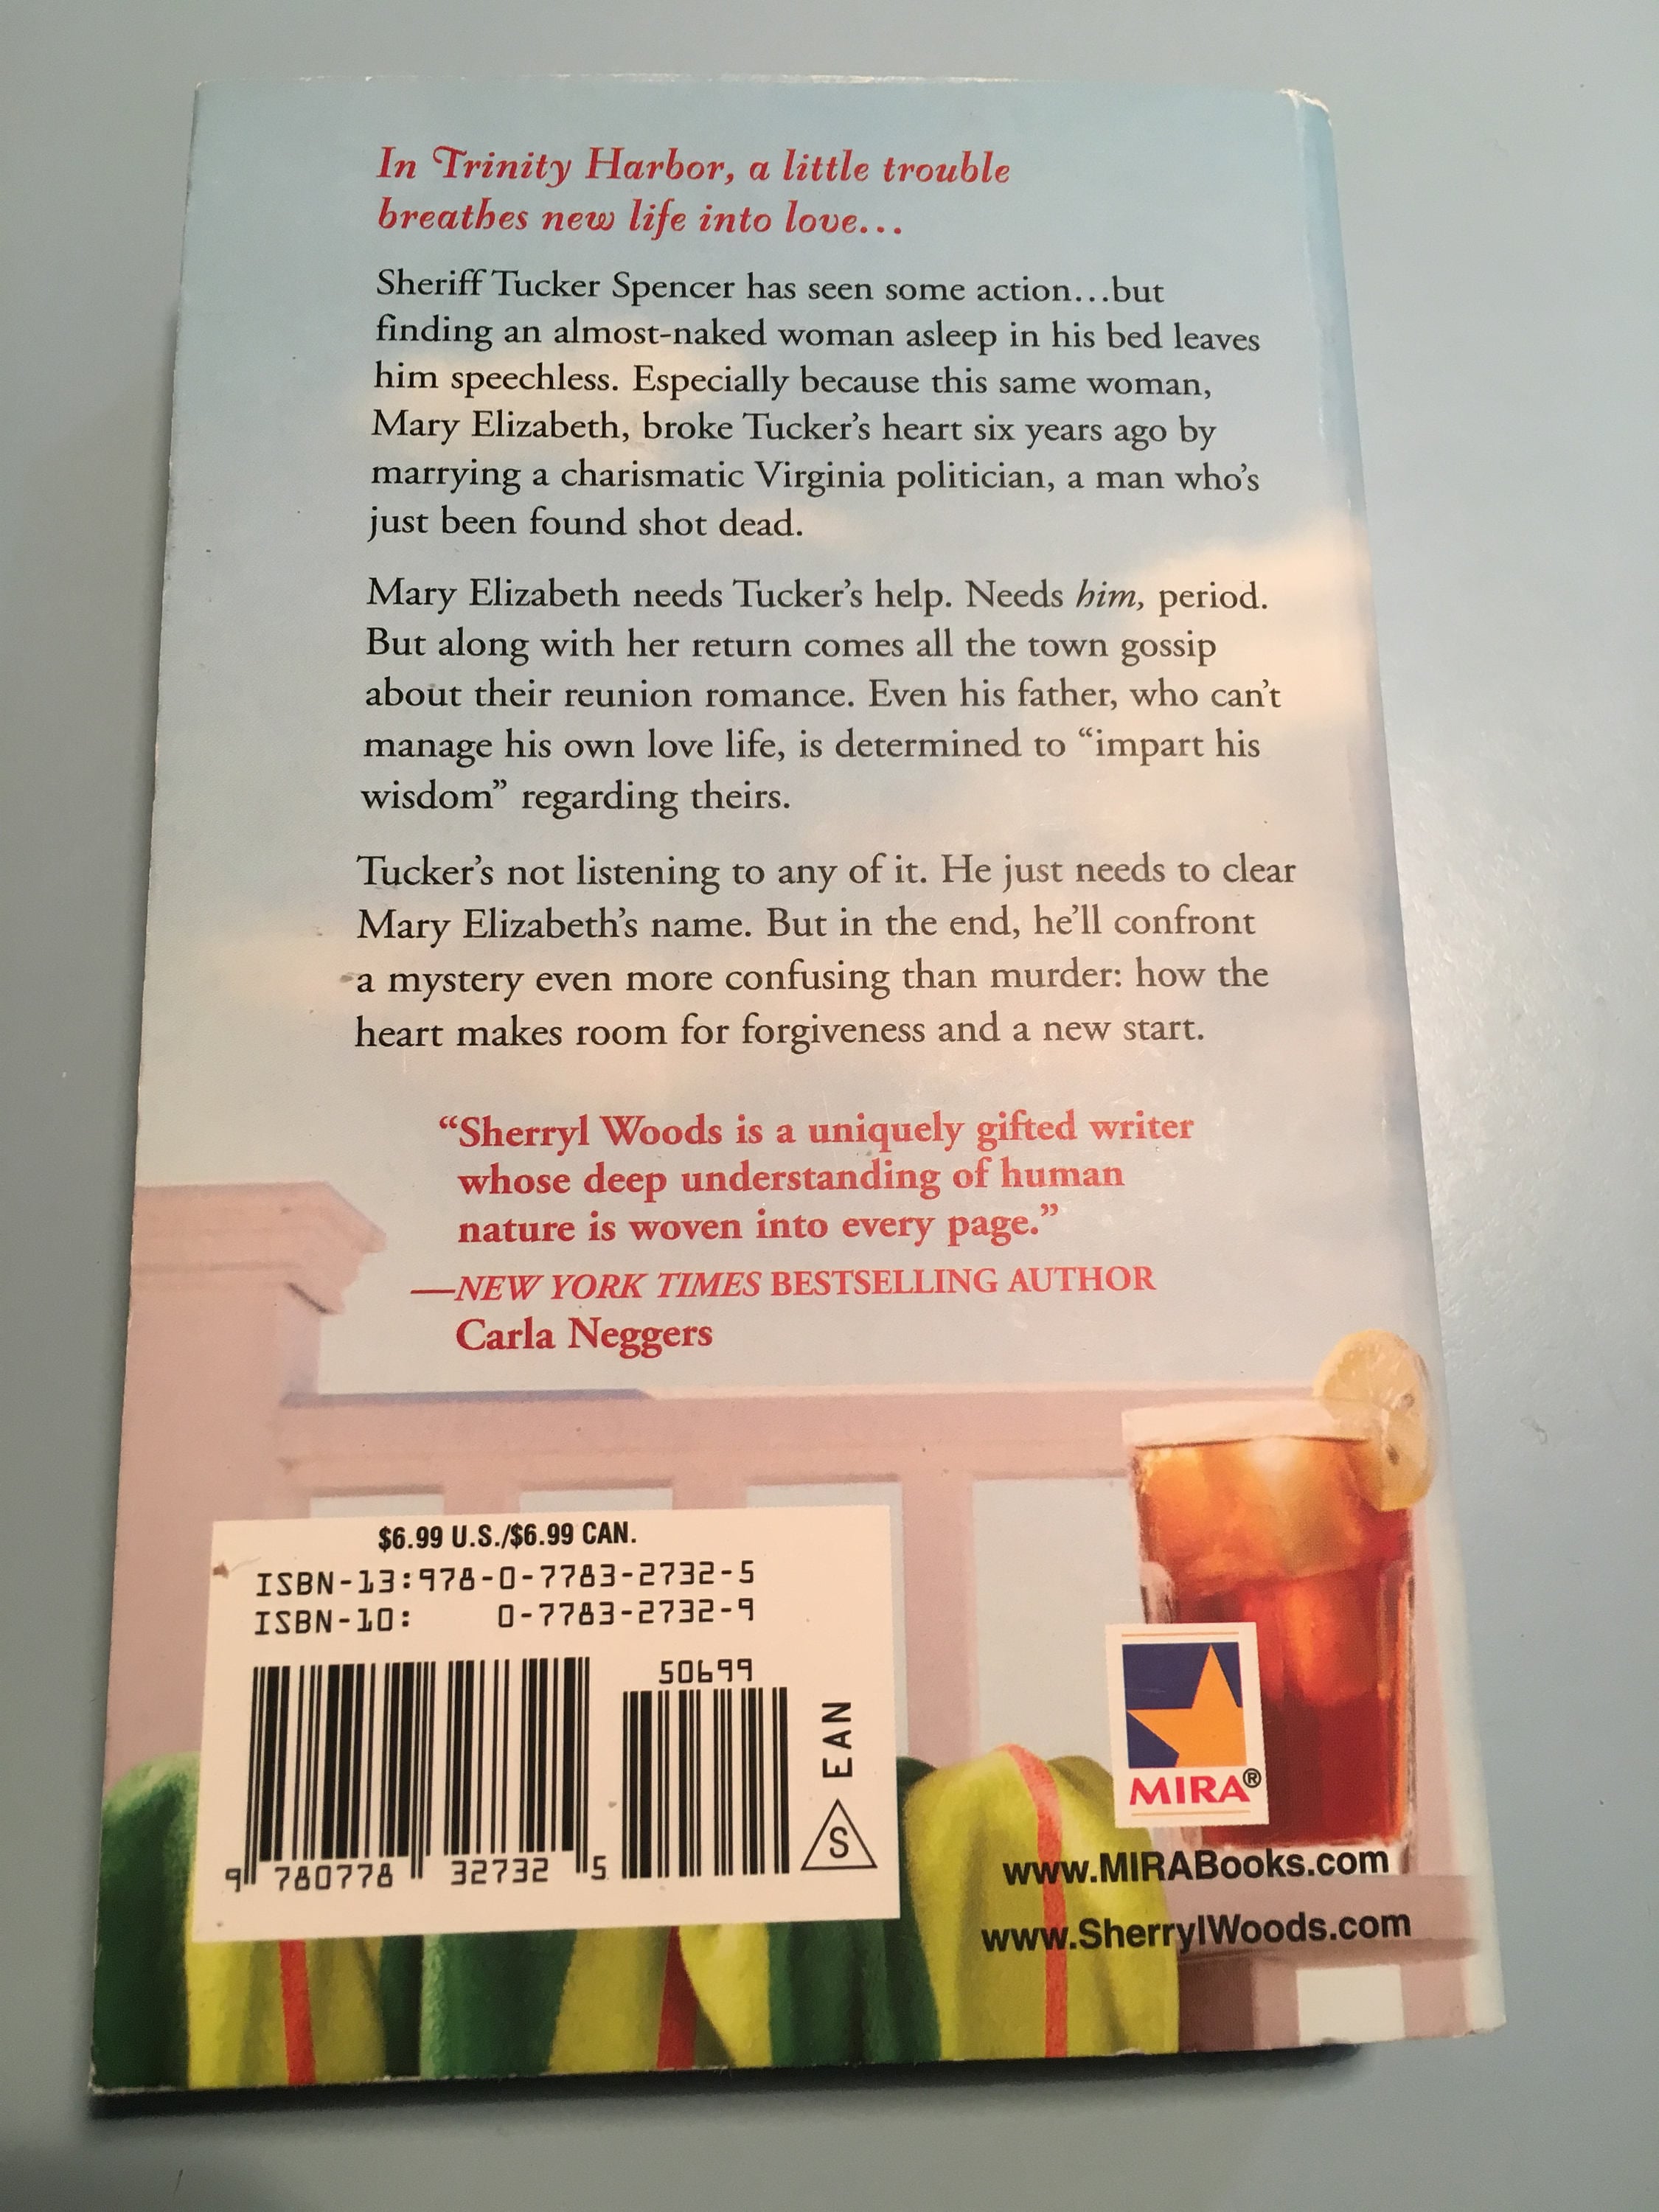 In Trinity Harbor, a little trouble
breathes new life into love...
Sheriff Tucker Spencer has seen some action...but
finding an almost-naked woman asleep in his bed leaves
him speechless. Especially because this same woman,
Mary Elizabeth, broke Tucker's heart six years ago by
marrying a charismatic Virginia politician, a man who's
just been found shot dead.
Mary Elizabeth needs Tucker's help. Needs him, period.
But along with her return comes all the town gossip
about their reunion romance. Even his father, who can't
manage his own love life, is determined to “impart his
wisdom” regarding theirs.
Tucker's not listening to any of it. He just needs to clear
Mary Elizabeth's name. But in the end, he'll confront
a mystery even more confusing than murder: how the
heart makes room for forgiveness and a new start.
“Sherryl Woods is a uniquely gifted writer
whose deep understanding of human
nature is woven into every page.”
—NEW YORK TIMES BESTSELLING AUTHOR
Carla Neggers
$6.99 U.S./$6.99 CAN.
ISBN-13:978-0-7783-2732-5
ISBN-10: 0-7783-2732-9
50699
EAN
S
9 780778 32732 5
MIRA®
www.MIRABooks.com
www.SherrylWoods.com